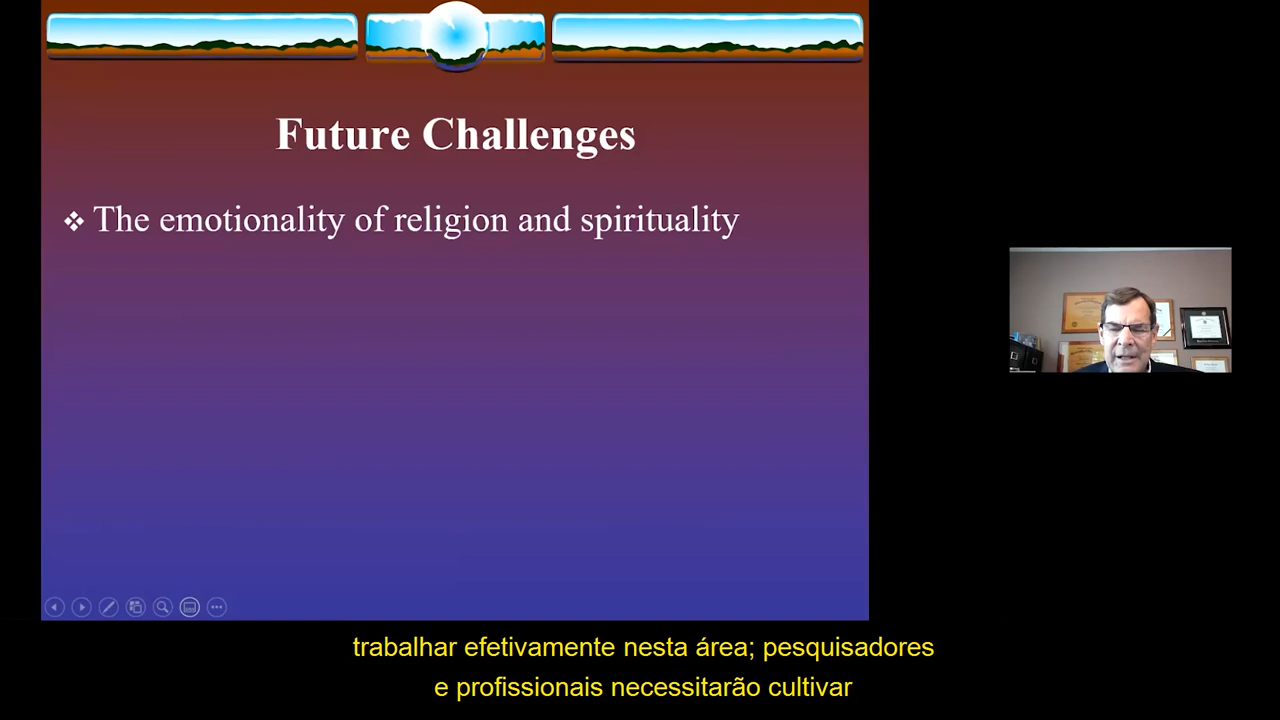 Future Challenges
❖ The emotionality of religion and spirituality
trabalhar efetivamente nesta área; pesquisadores
e profissionais necessitarão cultivar